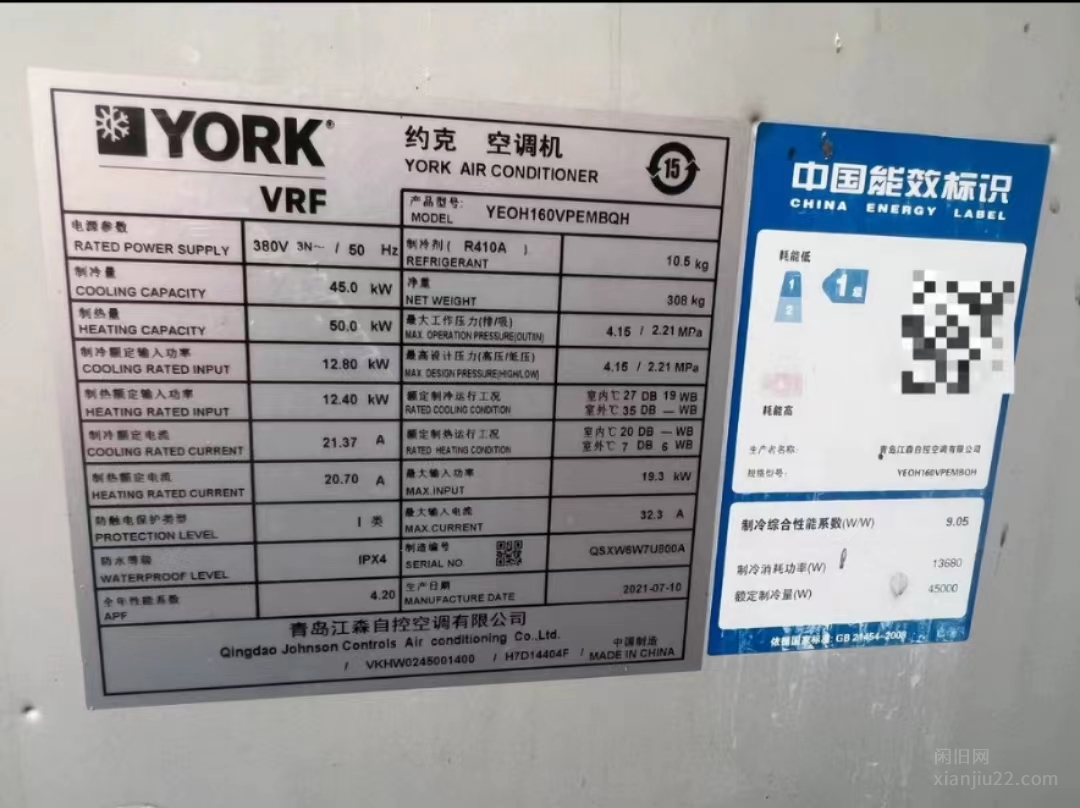 YORK®
VRF
约克 空调机
YORK AIR CONDITIONER
15
产品型号:
MODEL YEOH160VPEMBQH
电源参数
RATED POWER SUPPLY 380V 3N～ / 50 Hz
制冷剂( R410A )
REFRIGERANT 10.5 kg
制冷量
COOLING CAPACITY 45.0 kW
净重
NET WEIGHT 308 kg
制热量
HEATING CAPACITY 50.0 kW
最大工作压力(排/吸)
MAX. OPERATION PRESSURE(OUT/IN) 4.15 / 2.21 MPa
制冷额定输入功率
COOLING RATED INPUT 12.80 kW
最高设计压力(高压/低压)
MAX. DESIGN PRESSURE(HIGH/LOW) 4.15 / 2.21 MPa
制热额定输入功率
HEATING RATED INPUT 12.40 kW
额定制冷运行工况
RATED COOLING CONDITION
室内℃ 27 DB 19 WB
室外℃ 35 DB — WB
制冷额定电流
COOLING RATED CURRENT 21.37 A
额定制热运行工况
RATED HEATING CONDITION
室内℃ 20 DB — WB
室外℃ 7 DB 6 WB
制热额定电流
HEATING RATED CURRENT 20.70 A
最大输入功率
MAX.INPUT 19.3 kW
防触电保护类型
PROTECTION LEVEL I 类
最大输入电流
MAX.CURRENT 32.3 A
防水等级
WATERPROOF LEVEL IPX4
制造编号
SERIAL NO QSXW6W7U800A
全年性能系数
APF 4.20
生产日期
MANUFACTURE DATE 2021-07-10
青岛江森自控空调有限公司
Qingdao Johnson Controls Air conditioning Co.,Ltd.
中国制造
/ VKHW0245001400 / H7D14404F / MADE IN CHINA
中国能效标识
CHINA ENERGY LABEL
耗能低
1
2
1级
耗能高
生产者名称: 青岛江森自控空调有限公司
规格型号: YEOH160VPEMBQH
制冷综合性能系数(W/W) 9.05
制冷消耗功率(W) 13680
额定制冷量(W) 45000
依据国家标准: GB 21454-2008
闲旧网
xianjiu22.com